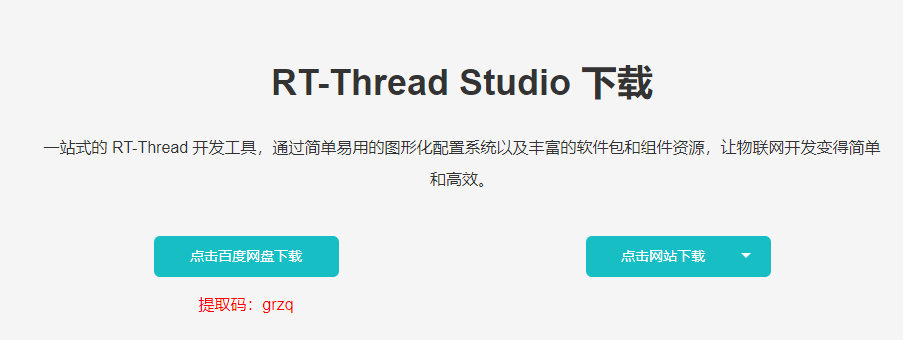 RT-Thread Studio 下载
一站式的 RT-Thread 开发工具，通过简单易用的图形化配置系统以及丰富的软件包和组件资源，让物联网开发变得简单
和高效。
点击百度网盘下载
点击网站下载
提取码：grzq